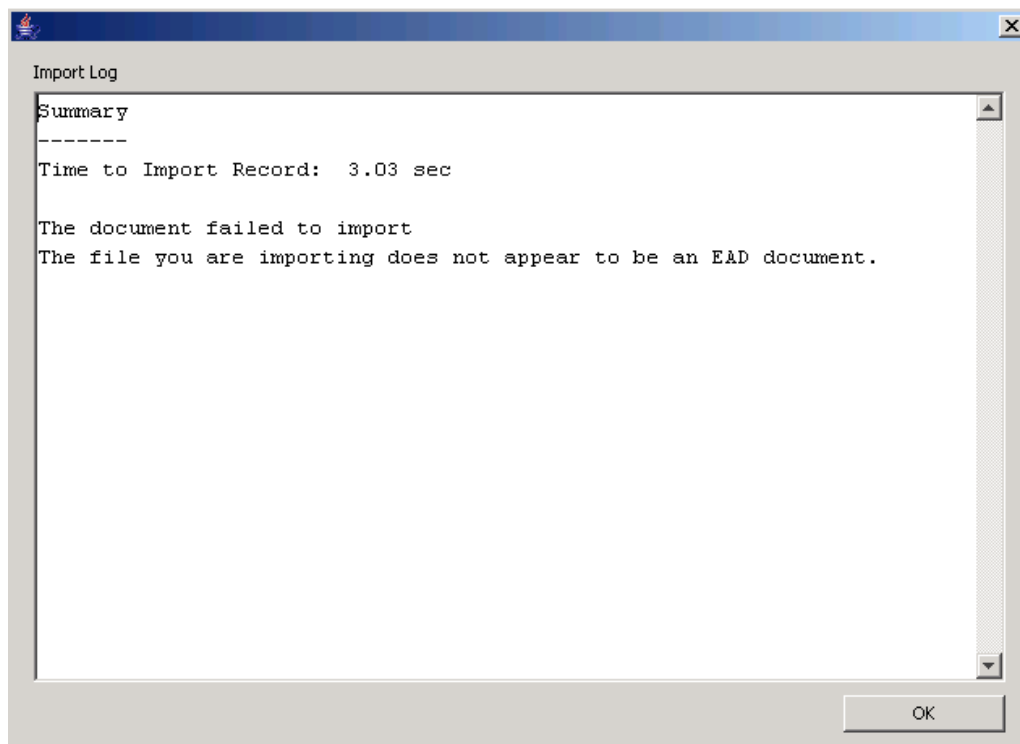 Import Log
Summary
-------
Time to Import Record:  3.03 sec
The document failed to import
The file you are importing does not appear to be an EAD document.
OK